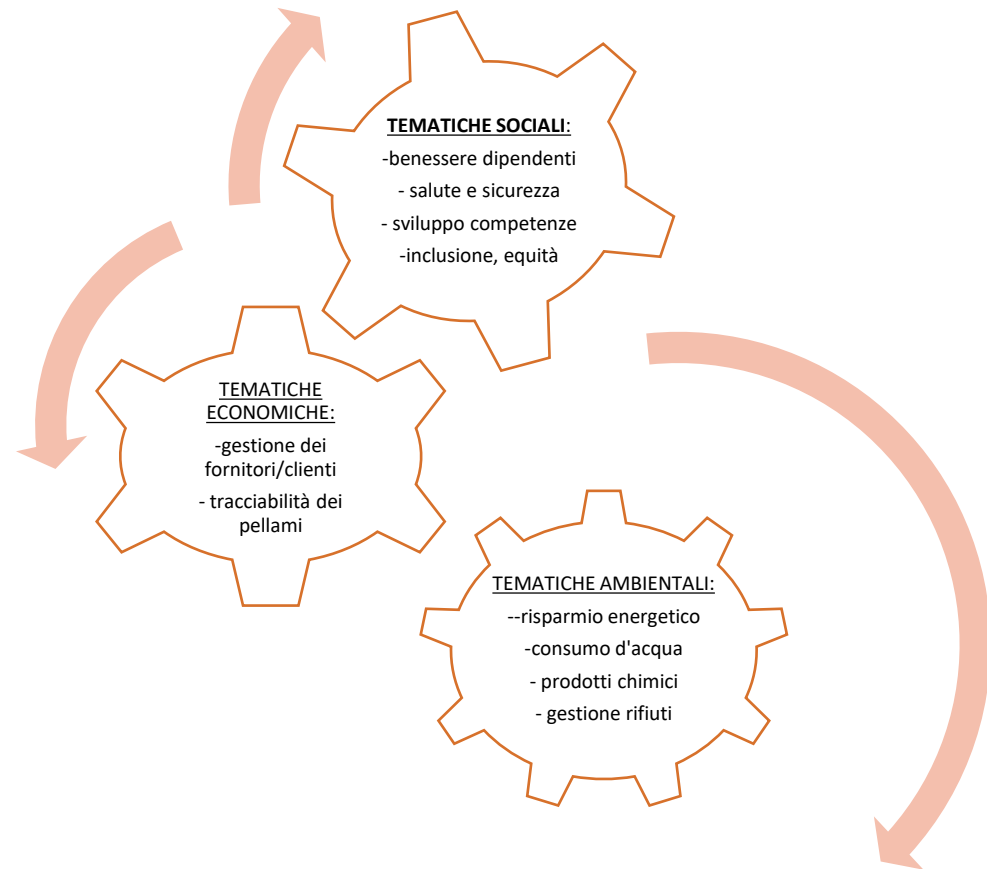 TEMATICHE SOCIALI:
-benessere dipendenti
- salute e sicurezza
- sviluppo competenze
-inclusione, equità
TEMATICHE
ECONOMICHE:
-gestione dei
fornitori/clienti
- tracciabilità dei
pellami
TEMATICHE AMBIENTALI:
--risparmio energetico
-consumo d'acqua
- prodotti chimici
- gestione rifiuti